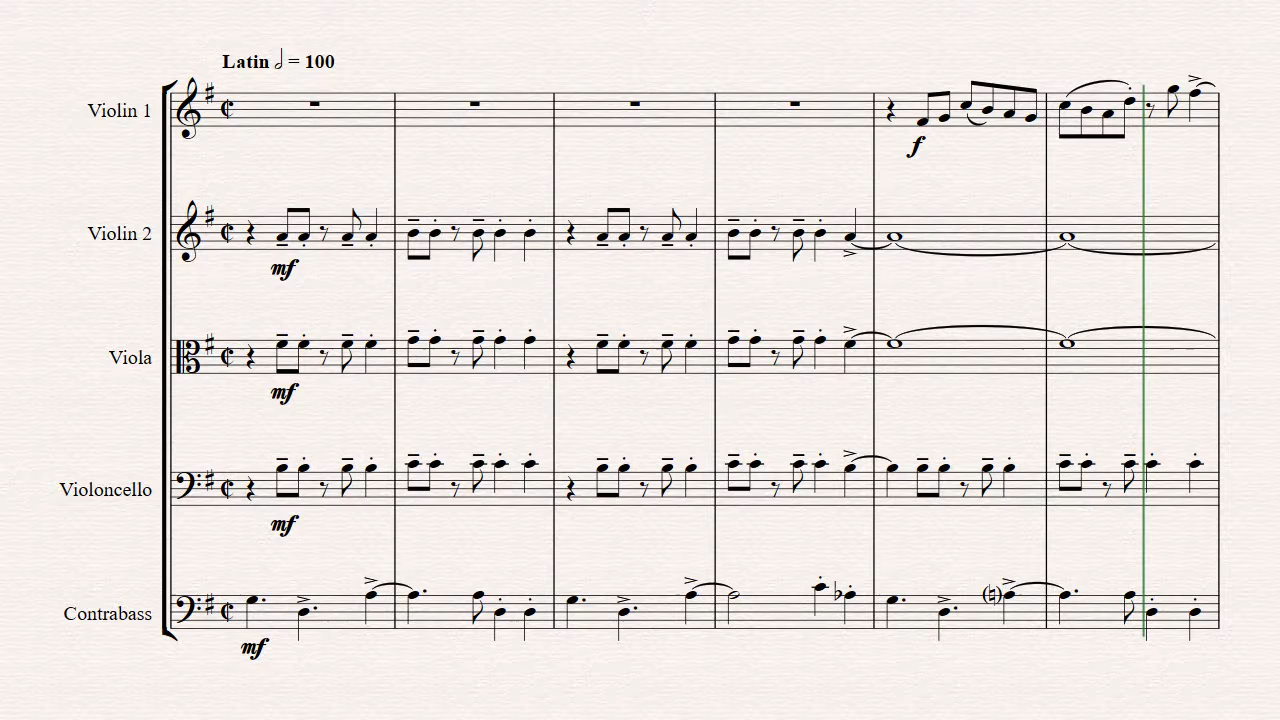 Latin 𝅗𝅥 = 100
Violin 1
f
Violin 2
mf
Viola
mf
Violoncello
mf
Contrabass
mf